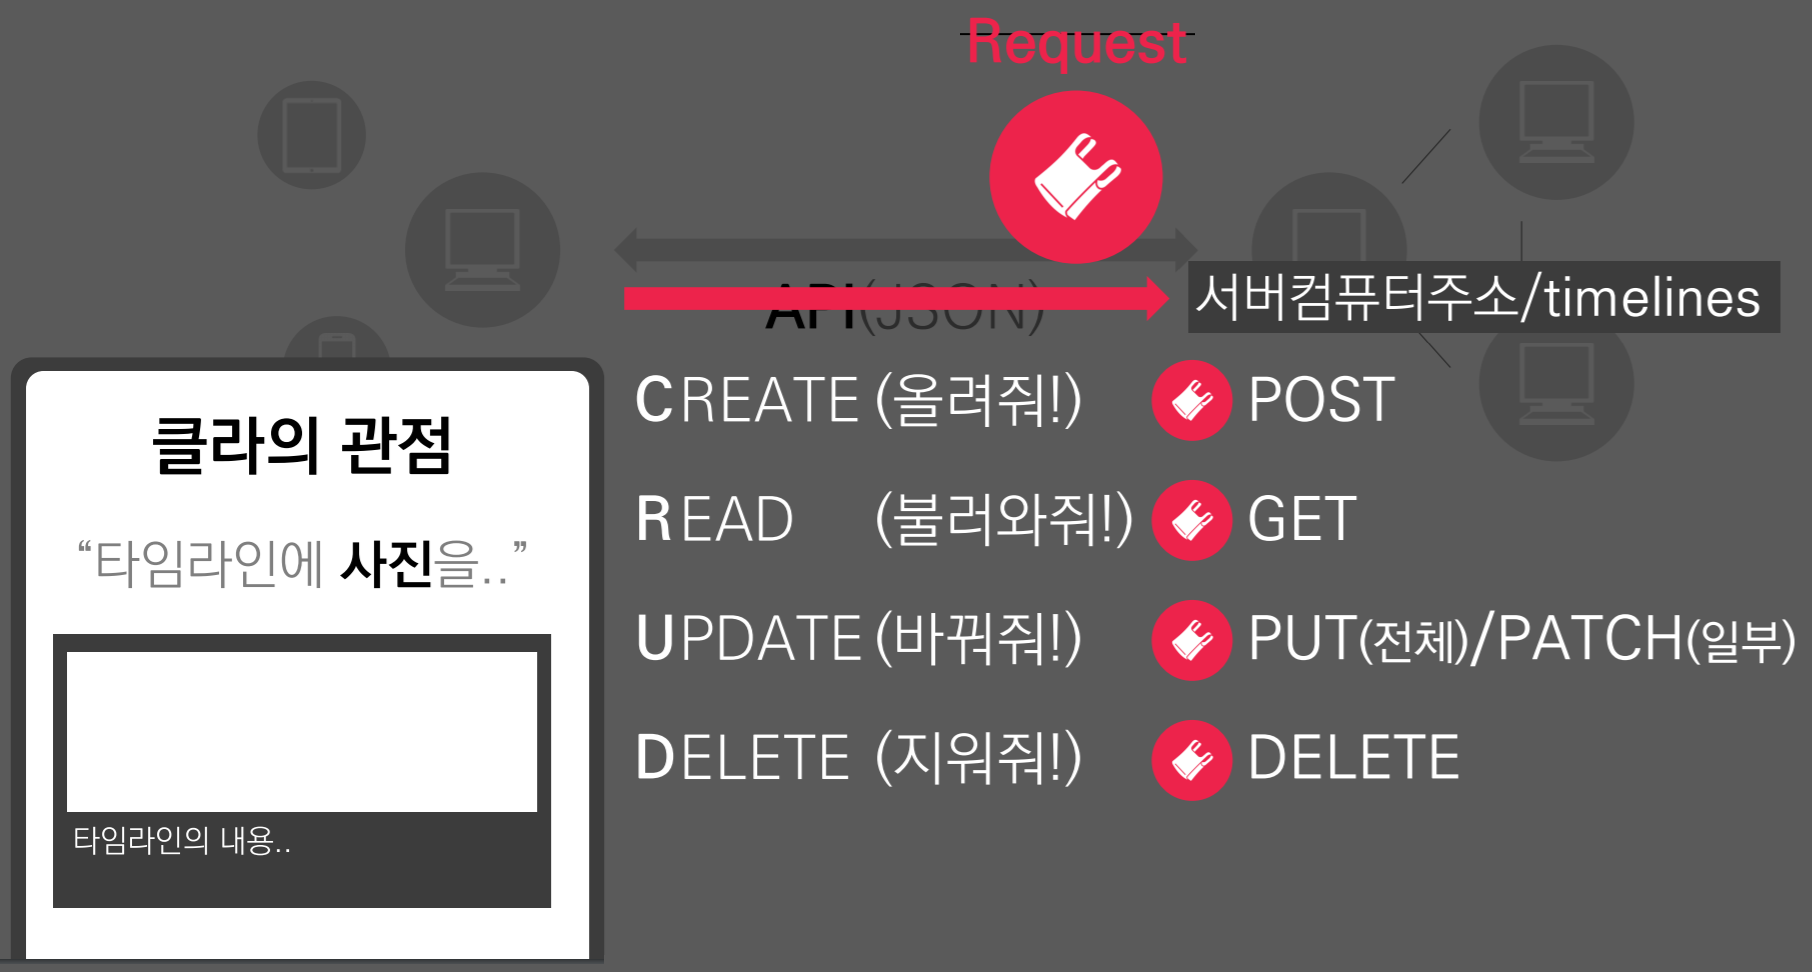 Request
API(JSON)
서버컴퓨터주소/timelines
클라의 관점
“타임라인에 사진을..”
타임라인의 내용..
CREATE (올려줘!) POST
READ (불러와줘!) GET
UPDATE (바꿔줘!) PUT(전체)/PATCH(일부)
DELETE (지워줘!) DELETE